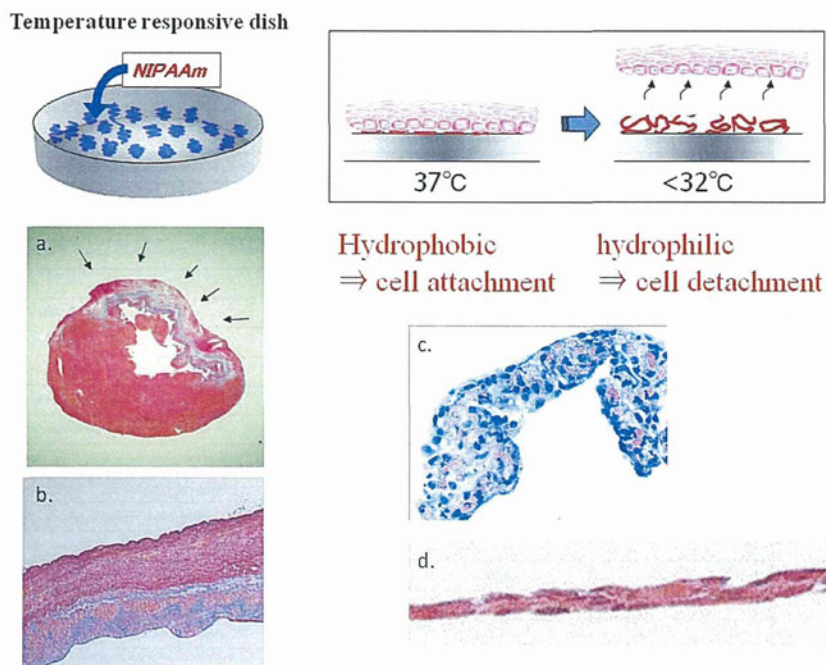 Temperature responsive dish
NIPAAm
37℃
<32℃
Hydrophobic
⇒ cell attachment
hydrophilic
⇒ cell detachment
a.
b.
c.
d.